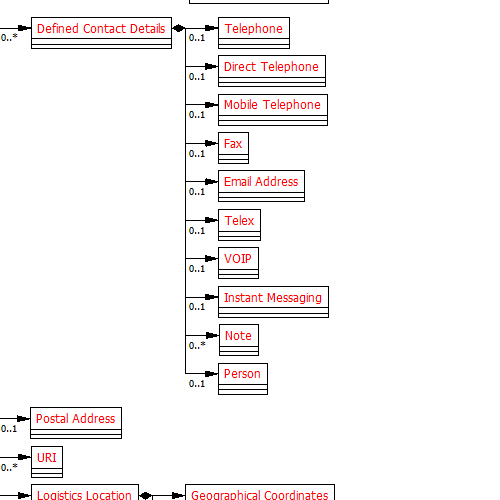 Defined Contact Details
0..*
Telephone
0..1
Direct Telephone
0..1
Mobile Telephone
0..1
Fax
0..1
Email Address
0..1
Telex
0..1
VOIP
0..1
Instant Messaging
0..1
Note
0..*
Person
0..1
Postal Address
0..1
URI
0..*
Logistics Location
Geographical Coordinates